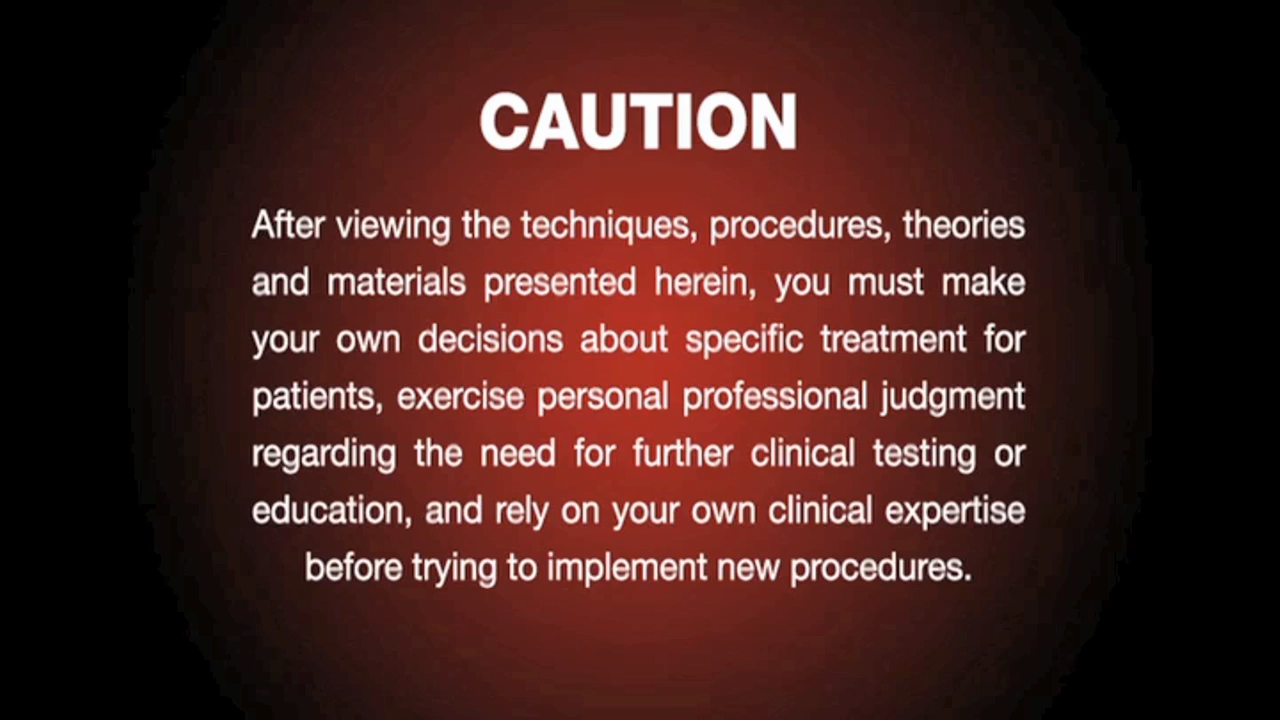 CAUTION
After viewing the techniques, procedures, theories
and materials presented herein, you must make
your own decisions about specific treatment for
patients, exercise personal professional judgment
regarding the need for further clinical testing or
education, and rely on your own clinical expertise
before trying to implement new procedures.